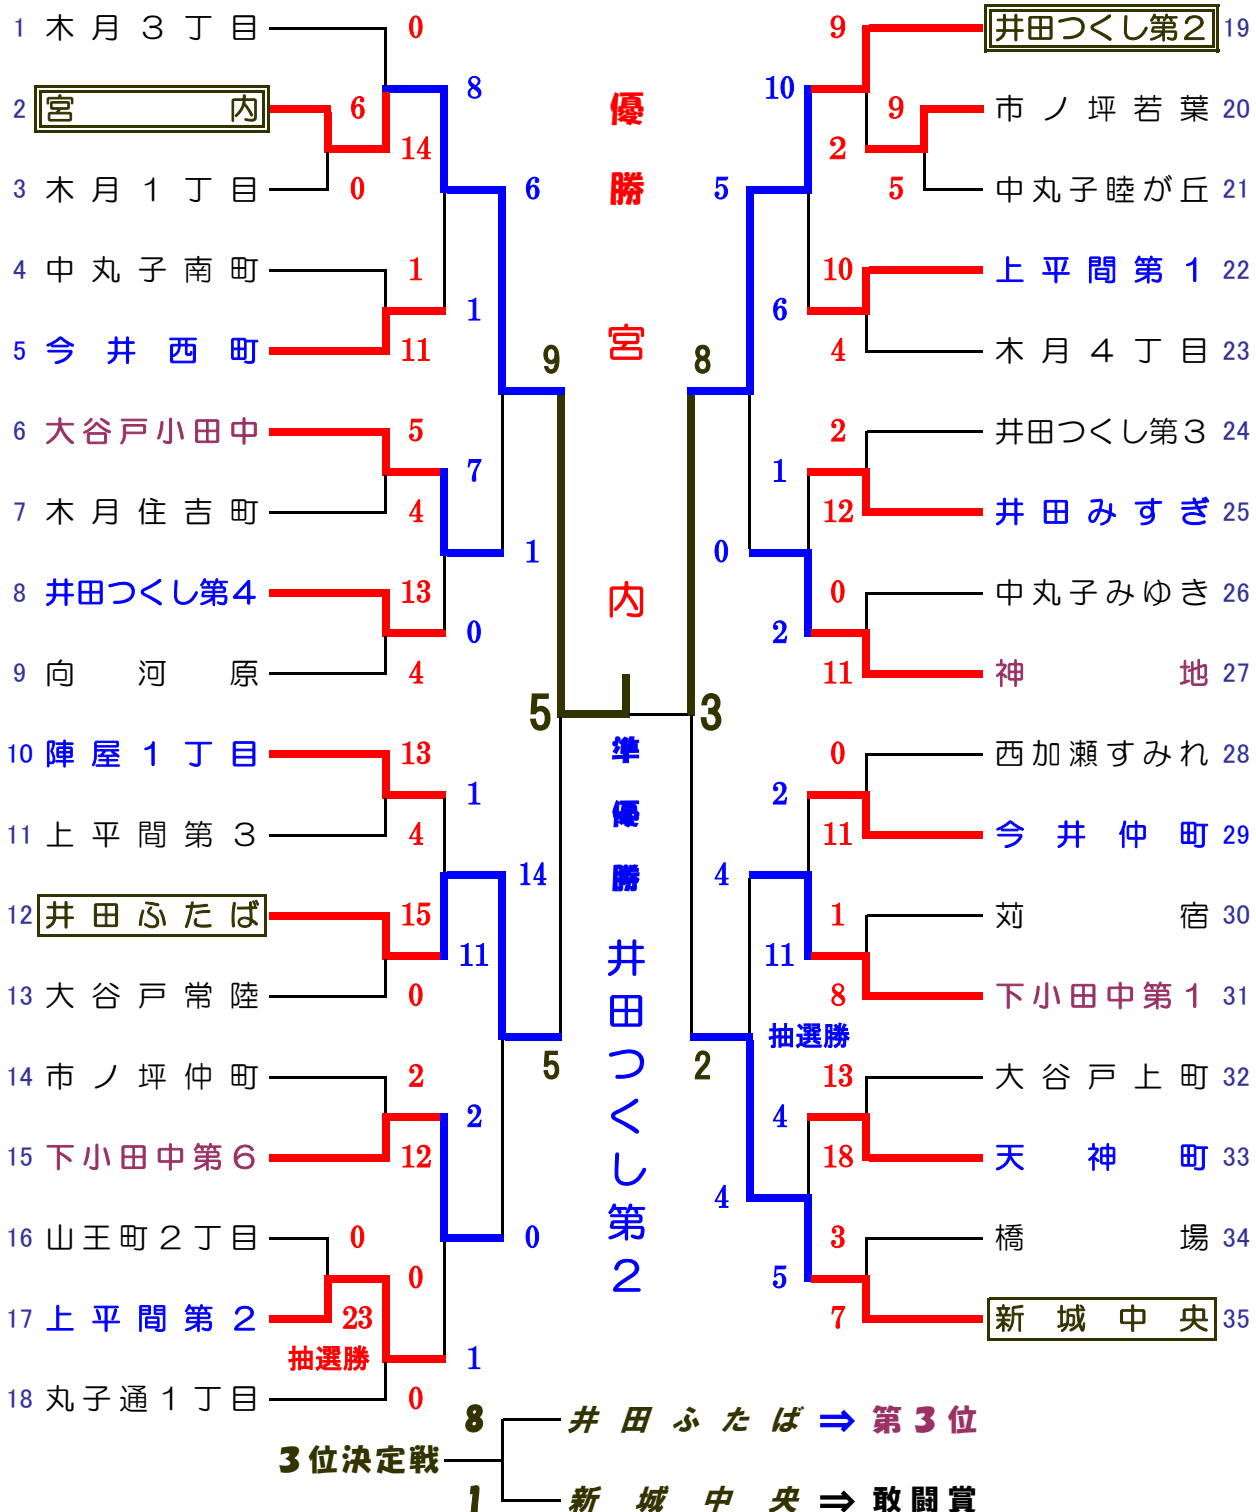 1 木月3丁目 0
2 宮内 6
8
14
3 木月1丁目 0
6
4 中丸子南町 1
1
5 今井西町 11
9
6 大谷戸小田中 5
7
7 木月住吉町 4
1
8 井田つくし第4 13
0
9 向河原 4
5
10 陣屋1丁目 13
1
11 上平間第3 4
14
12 井田ふたば 15
11
13 大谷戸常陸 0
5
14 市ノ坪仲町 2
2
15 下小田中第6 12
0
16 山王町2丁目 0
0
17 上平間第2 23
抽選勝
1
18 丸子通1丁目 0
優勝
宮内
準優勝
井田つくし第2
9 井田つくし第2 19
10
9 市ノ坪若葉 20
2
5 中丸子睦が丘 21
5
10 上平間第1 22
6
4 木月4丁目 23
8
2 井田つくし第3 24
1
12 井田みすぎ 25
0
0 中丸子みゆき 26
2
11 神地 27
3
0 西加瀬すみれ 28
2
11 今井仲町 29
4
1 苅宿 30
11
8 下小田中第1 31
抽選勝
2
13 大谷戸上町 32
4
18 天神町 33
4
3 橋場 34
5
7 新城中央 35
3位決定戦
8 井田ふたば ⇒ 第3位
1 新城中央 ⇒ 敢闘賞